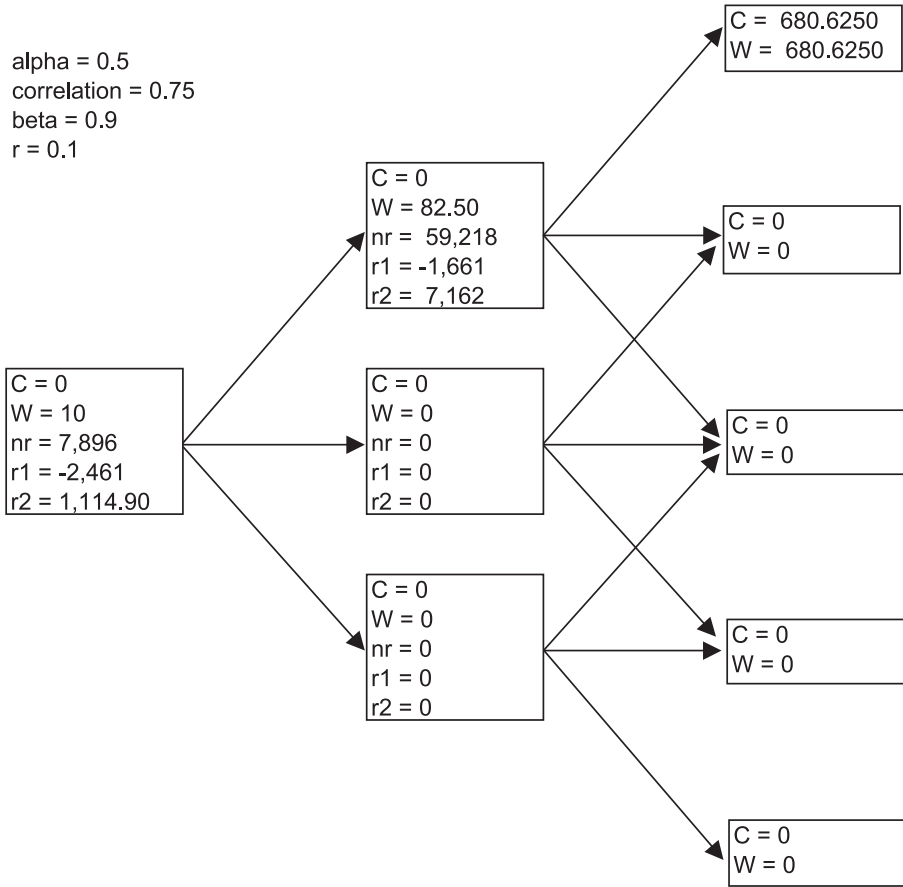 alpha = 0.5
correlation = 0.75
beta = 0.9
r = 0.1
C = 0
W = 10
nr = 7,896
r1 = -2,461
r2 = 1,114.90
C = 0
W = 82.50
nr = 59,218
r1 = -1,661
r2 = 7,162
C = 0
W = 0
nr = 0
r1 = 0
r2 = 0
C = 0
W = 0
nr = 0
r1 = 0
r2 = 0
C = 680.6250
W = 680.6250
C = 0
W = 0
C = 0
W = 0
C = 0
W = 0
C = 0
W = 0